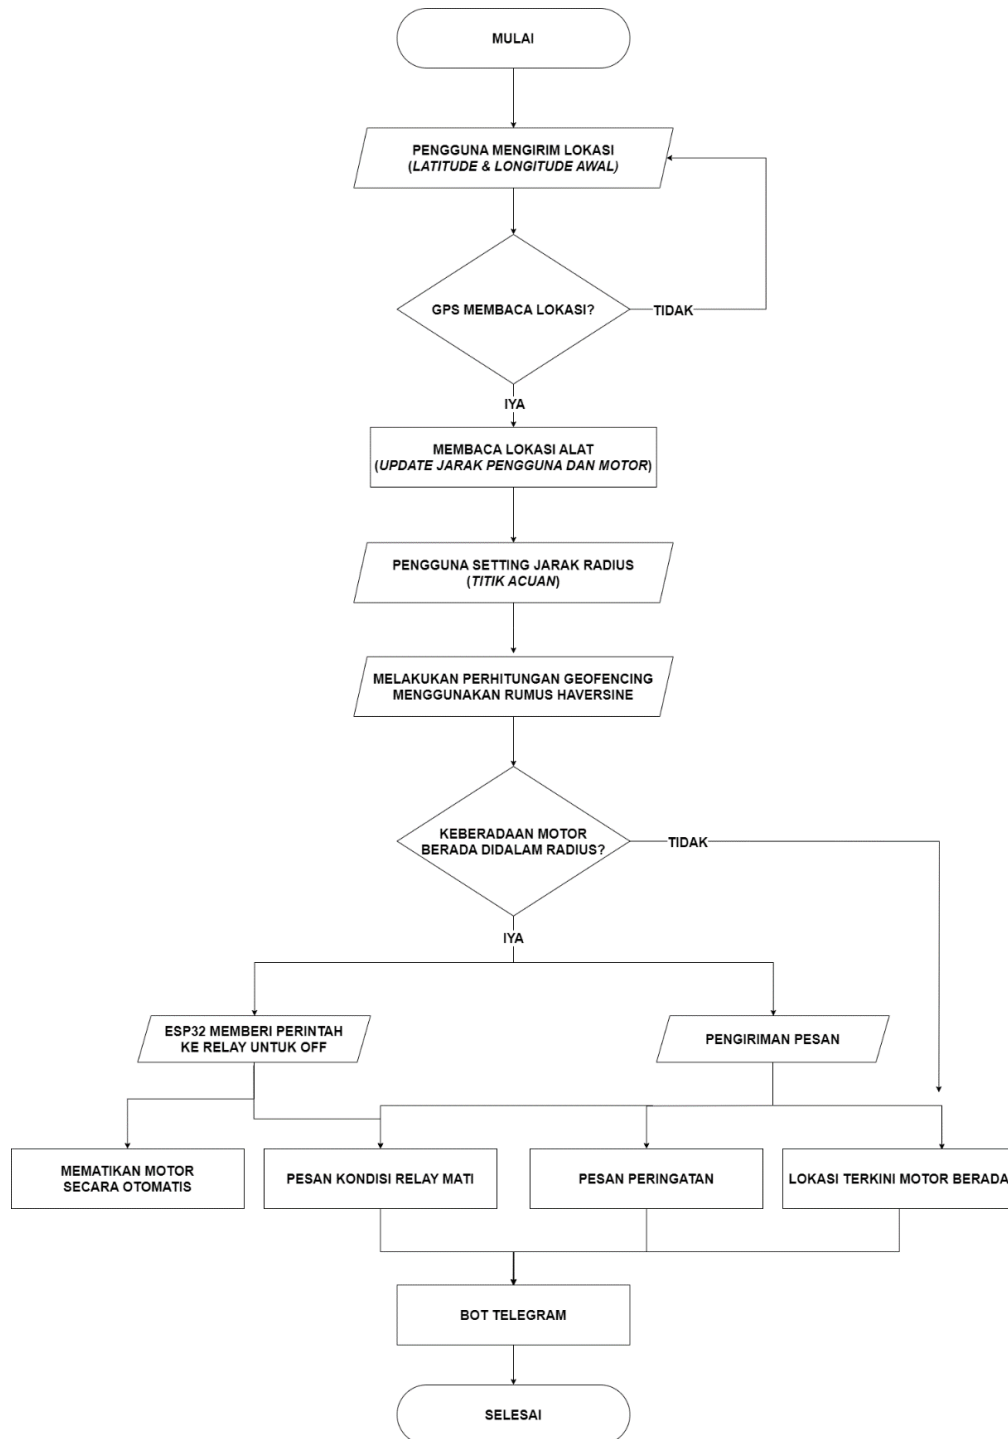 MULAI
PENGGUNA MENGIRIM LOKASI
(LATITUDE & LONGITUDE AWAL)
GPS MEMBACA LOKASI?
TIDAK
IYA
MEMBACA LOKASI ALAT
(UPDATE JARAK PENGGUNA DAN MOTOR)
PENGGUNA SETTING JARAK RADIUS
(TITIK ACUAN)
MELAKUKAN PERHITUNGAN GEOFENCING
MENGGUNAKAN RUMUS HAVERSINE
KEBERADAAN MOTOR
BERADA DIDALAM RADIUS?
TIDAK
IYA
ESP32 MEMBERI PERINTAH
KE RELAY UNTUK OFF
PENGIRIMAN PESAN
MEMATIKAN MOTOR
SECARA OTOMATIS
PESAN KONDISI RELAY MATI
PESAN PERINGATAN
LOKASI TERKINI MOTOR BERADA
BOT TELEGRAM
SELESAI